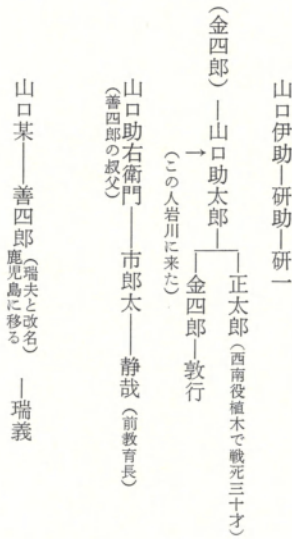 山口伊助―研助―研一
正太郎（西南役植木で戦死三十才）
（金四郎）―山口助太郎―
金四郎―敦行
→（この人岩川に来た）
山口助右衛門―市郎太―静哉（前教育長）
（善四郎の叔父）
山口某―善四郎（瑞夫と改名）―瑞義
鹿児島に移る